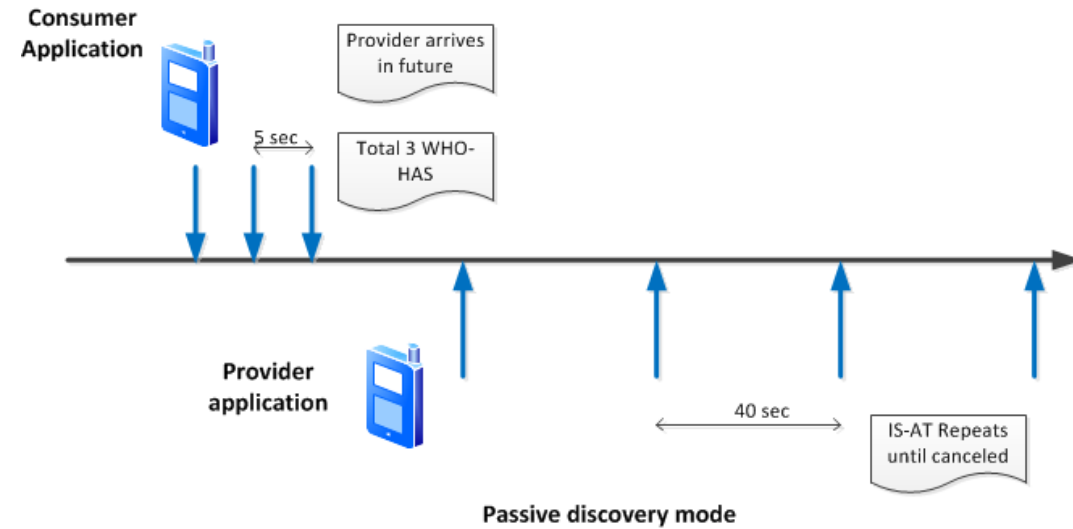 Consumer
Application
Provider arrives
in future
5 sec
Total 3 WHO-
HAS
Provider
application
40 sec
IS-AT Repeats
until canceled
Passive discovery mode